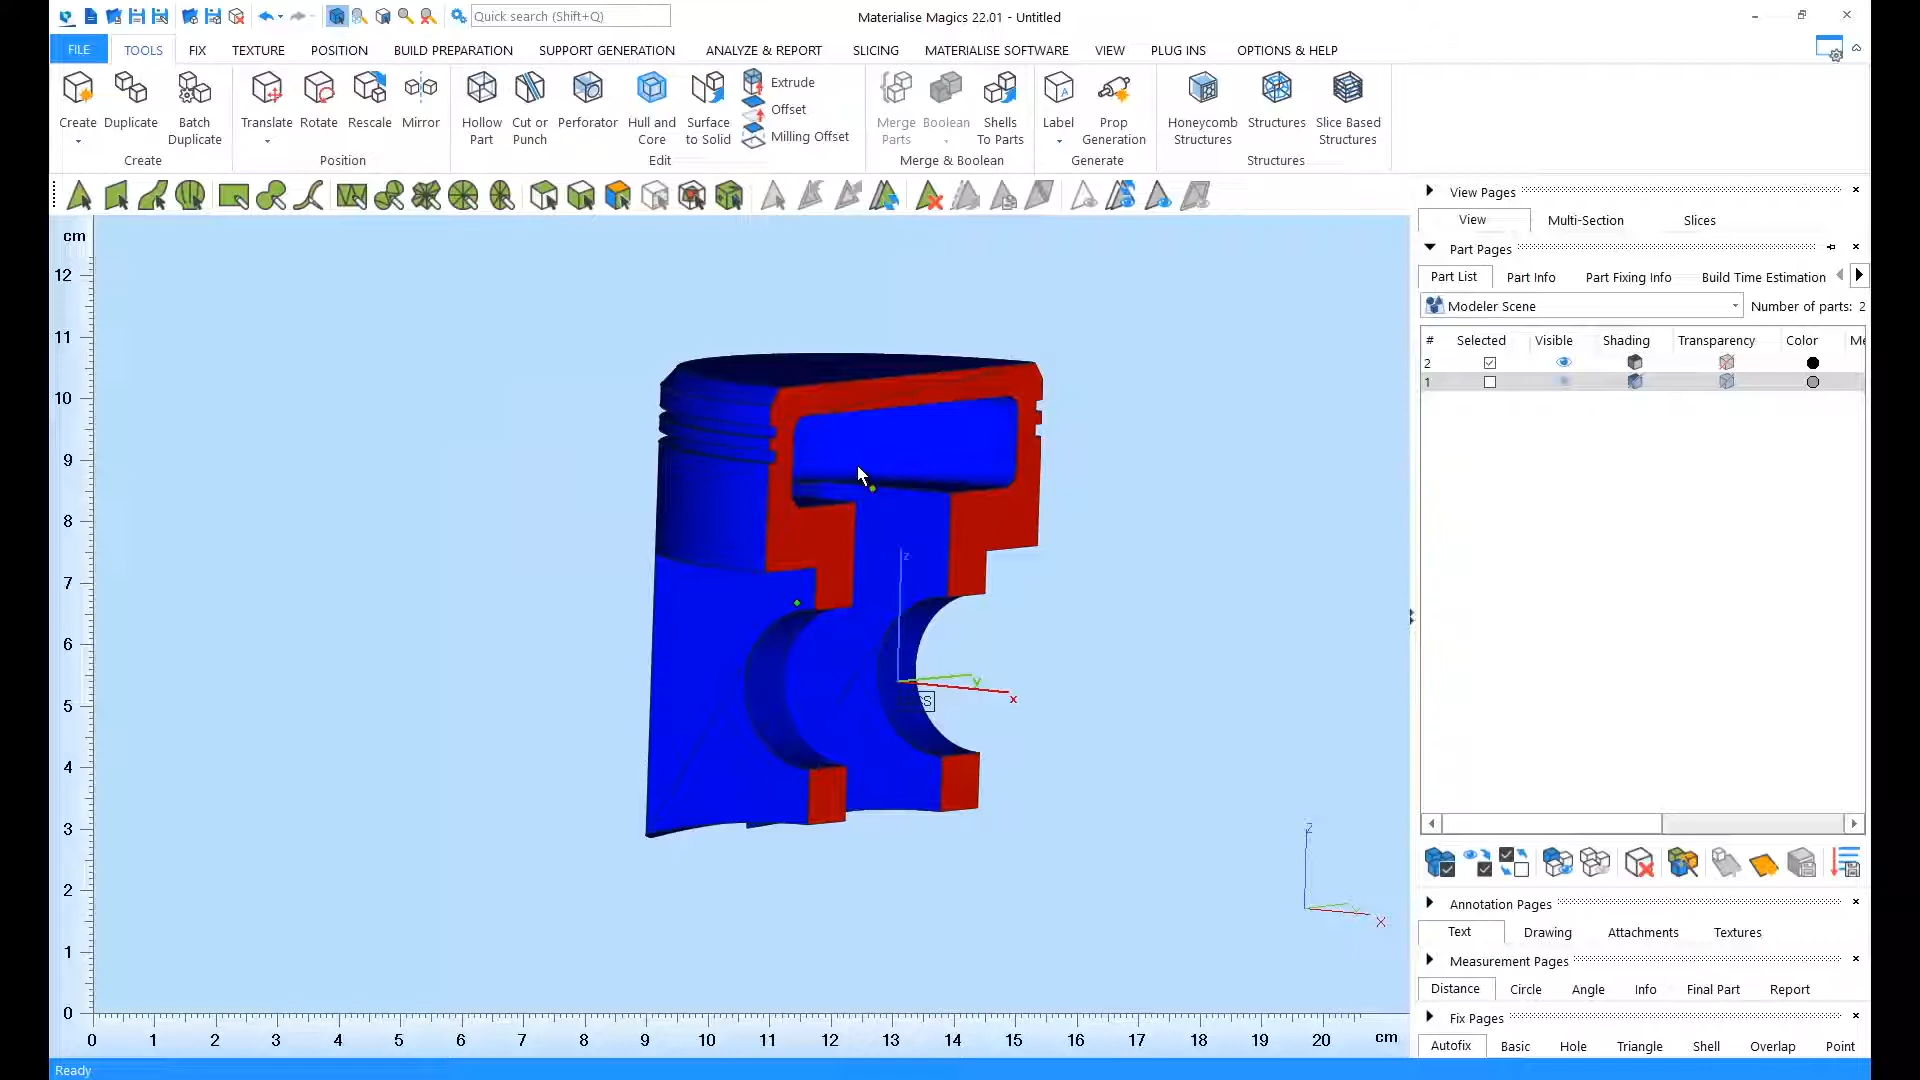 Quick search (Shift+Q)
Materialise Magics 22.01 - Untitled
FILE TOOLS FIX TEXTURE POSITION BUILD PREPARATION SUPPORT GENERATION ANALYZE & REPORT SLICING MATERIALISE SOFTWARE VIEW PLUG INS OPTIONS & HELP
Create
Duplicate
Batch
Duplicate
Create
Translate
Rotate
Rescale
Mirror
Position
Hollow
Part
Cut or
Punch
Perforator
Hull and
Core
Surface
to Solid
Extrude
Offset
Milling Offset
Edit
Merge
Parts
Boolean
Shells
To Parts
Merge & Boolean
Label
Prop
Generation
Generate
Honeycomb
Structures
Structures
Slice Based
Structures
Structures
View Pages
View Multi-Section Slices
Part Pages
Part List Part Info Part Fixing Info Build Time Estimation
Modeler Scene Number of parts: 2
# Selected Visible Shading Transparency Color Me
2
1
cm
12
11
10
9
8
7
6
5
4
3
2
1
0
z
y
x
z
x
0 1 2 3 4 5 6 7 8 9 10 11 12 13 14 15 16 17 18 19 20 cm
Annotation Pages
Text Drawing Attachments Textures
Measurement Pages
Distance Circle Angle Info Final Part Report
Fix Pages
Autofix Basic Hole Triangle Shell Overlap Point
Ready